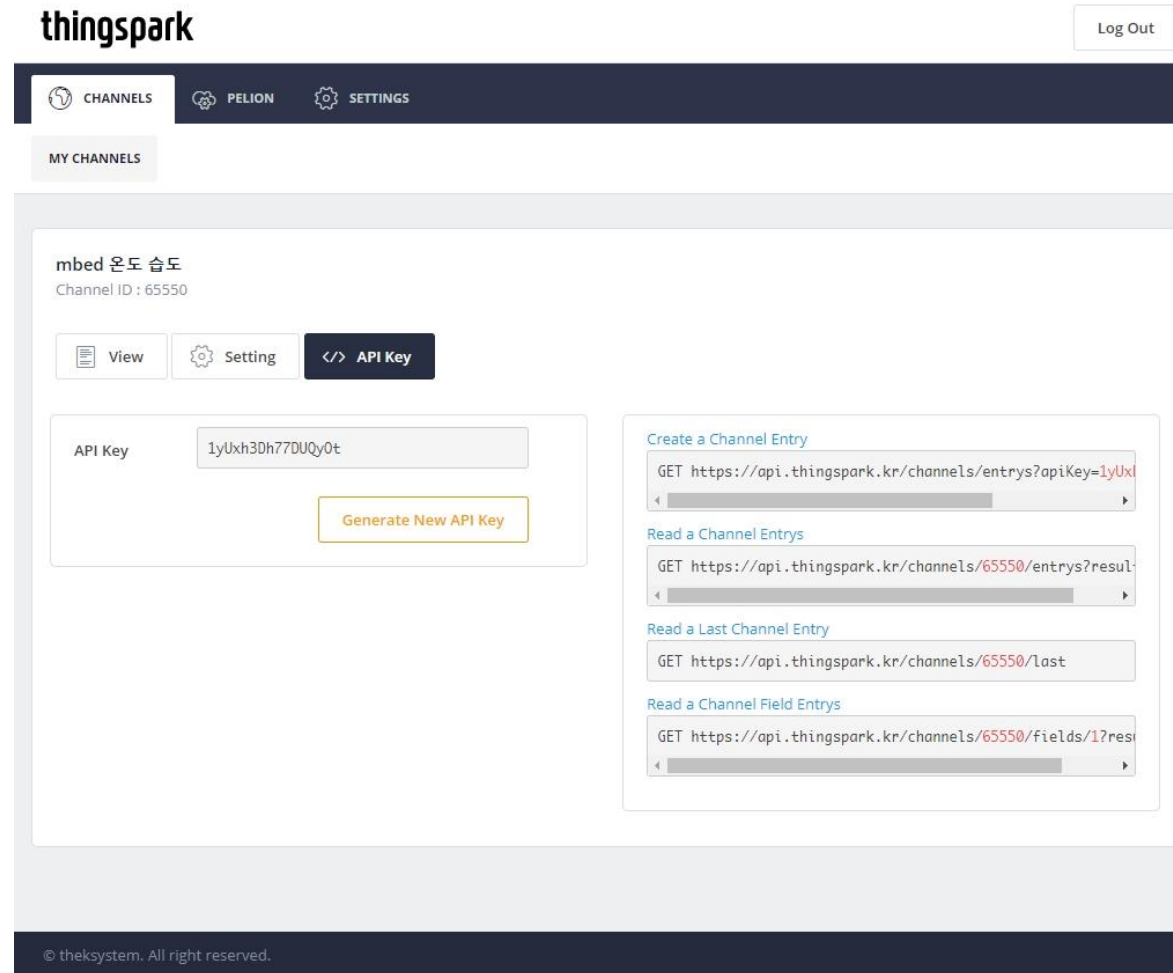 thingspark
Log Out
CHANNELS PELION SETTINGS
MY CHANNELS
mbed 온도 습도
Channel ID : 65550
View Setting </> API Key
API Key 1yUxh3Dh77DUQyOt
Generate New API Key
Create a Channel Entry
GET https://api.thingspark.kr/channels/entrys?apiKey=1yUx
Read a Channel Entrys
GET https://api.thingspark.kr/channels/65550/entrys?resul
Read a Last Channel Entry
GET https://api.thingspark.kr/channels/65550/last
Read a Channel Field Entrys
GET https://api.thingspark.kr/channels/65550/fields/1?res
© theksystem. All right reserved.